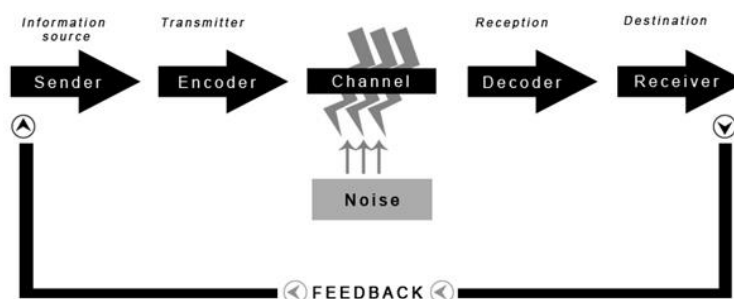 Information
source
Transmitter
Reception
Destination
Sender
Encoder
Channel
Decoder
Receiver
Noise
FEEDBACK